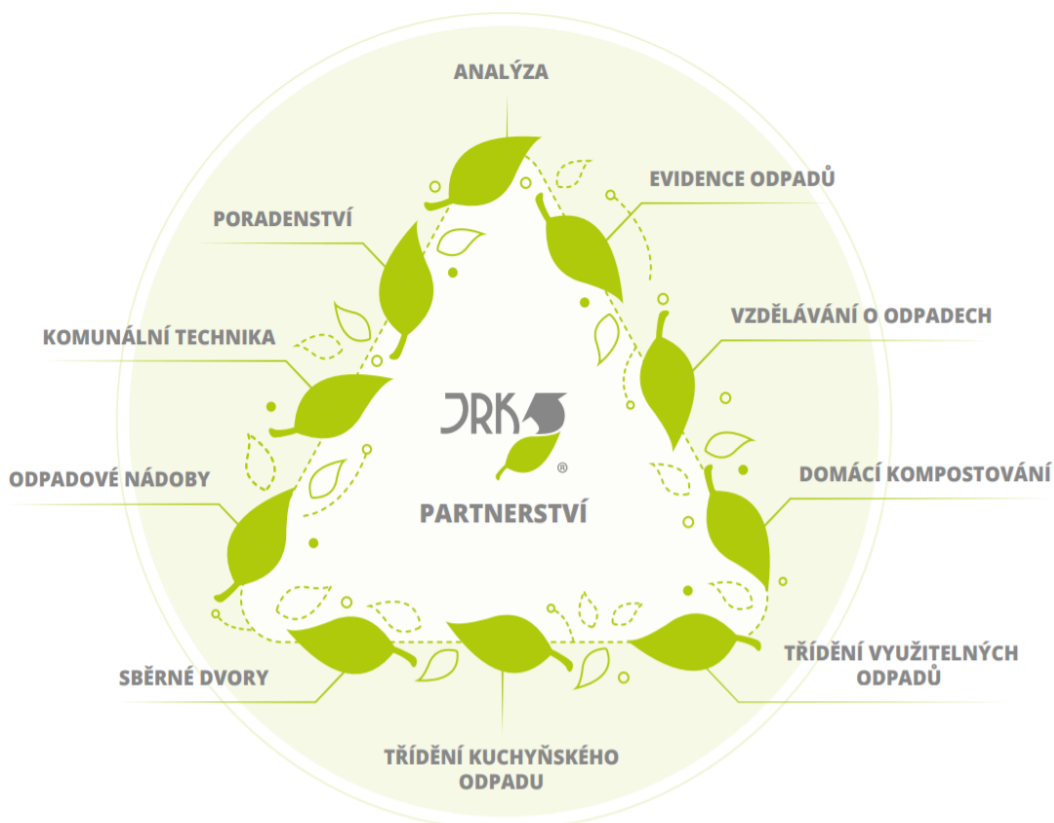 ANALÝZA
EVIDENCE ODPADŮ
PORADENSTVÍ
VZDĚLÁVÁNÍ O ODPADECH
KOMUNÁLNÍ TECHNIKA
JRK
®
DOMÁCÍ KOMPOSTOVÁNÍ
ODPADOVÉ NÁDOBY
PARTNERSTVÍ
TŘÍDĚNÍ VYUŽITELNÝCH
ODPADŮ
SBĚRNÉ DVORY
TŘÍDĚNÍ KUCHYŇSKÉHO
ODPADU